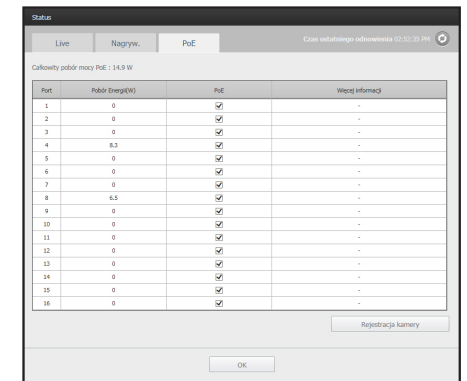 Status
Live Nagryw. PoE Czas ostatniego odnowienia 02:53:33 PM
Całkowity pobór mocy PoE : 14.9 W
Port Pobór Energii(W) PoE Więcej informacji
1 0 -
2 0 -
3 0 -
4 8.3 -
5 0 -
6 0 -
7 0 -
8 6.5 -
9 0 -
10 0 -
11 0 -
12 0 -
13 0 -
14 0 -
15 0 -
16 0 -
Rejestracja kamery
OK